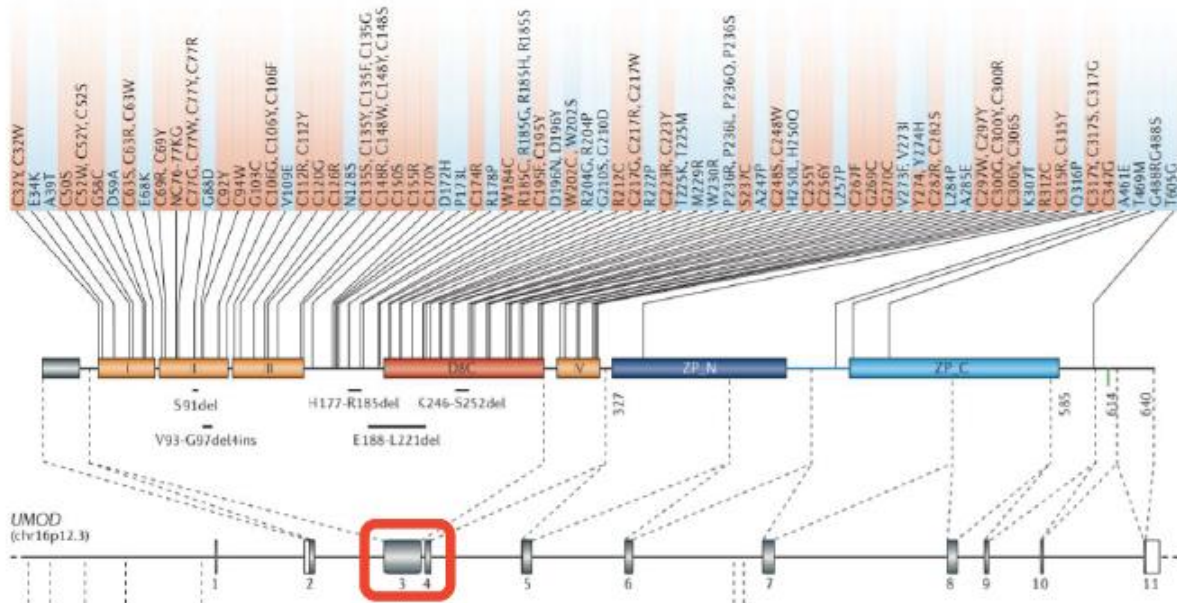 C32Y, C32W
E34K
A39T
C50S
C52W, C52Y, C52S
G58C
D59A
C63S, C63R, C63W
E68K
C69R, C69Y
NC76-77KG
C77G, C77W, C77Y, C77R
G88D
C92Y
C94W
G103C
C106G, C106Y, C106F
V109E
C112R, C112Y
C120G
C126R
N128S
C135S, C135Y, C135F, C135G
C148R, C148W, C148Y, C148S
C150S
C155R
C170Y
D172H
P173L
C174R
R178P
W184C
R185C, R185G, R185H, R185S
C195F, C195Y
D196N, D196Y
W202C, W202S
R204G, R204P
G210S, G210D
R212C
C217G, C217R, C217W
R222P
C223R, C223Y
T225K, T225M
M229R
W230R
P236R, P236L, P236Q, P236S
S237C
A247P
C248S, C248W
H250L, H250Q
C255Y
C256Y
L257P
C267F
G269C
G270C
V273F, V273I
Y274, Y274H
C282R, C282S
L284P
A285E
C297W, C297Y
C300G, C300Y, C300R
C306Y, C306S
K307T
R312C
C315R, C315Y
Q316P
C317Y, C317S, C317G
C347G
A461E
T469M
G488RG488S
T605G
I I II D8C V ZP_N ZP_C
327 585 614 640
S91del H177-R185del K246-S252del
V93-G97del4ins E188-L221del
UMOD
(chr16p12.3)
1 2 3 4 5 6 7 8 9 10 11